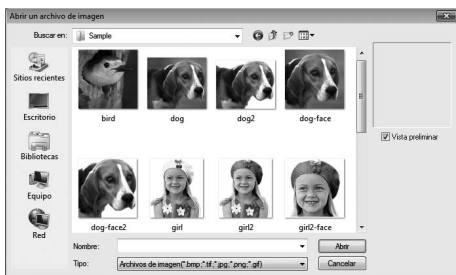 Abrir un archivo de imagen
Buscar en: Sample
Sitios recientes
Escritorio
Bibliotecas
Equipo
Red
bird dog dog2 dog-face
dog-face2 girl girl2 girl2-face
Vista preliminar
Nombre: Abrir
Tipo: Archivos de imagen(*.bmp;*.tif;*.jpg;*.png;*.gif) Cancelar